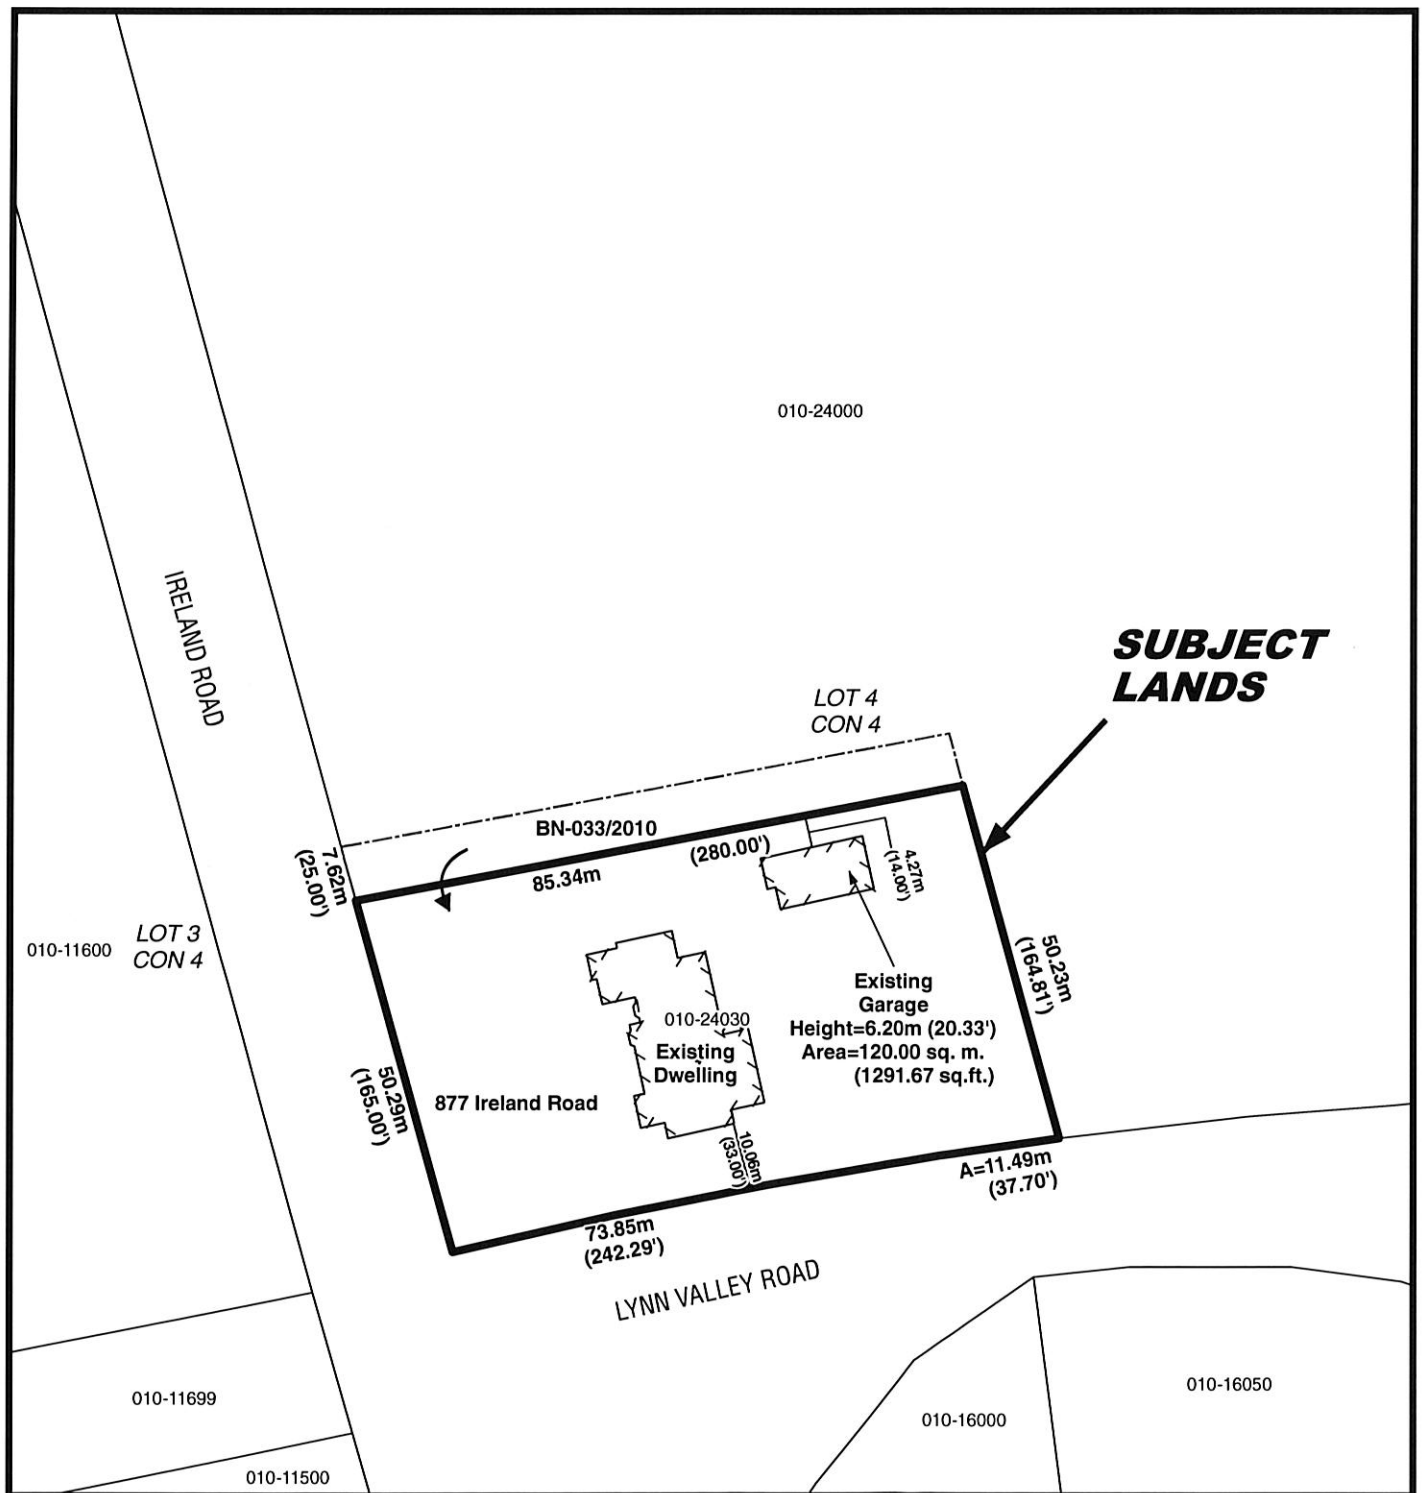 010-24000
IRELAND ROAD
SUBJECT
LANDS
LOT 4
CON 4
BN-033/2010
(280.00')
85.34m
7.62m
(25.00')
4.27m
(14.00')
010-11600
LOT 3
CON 4
50.23m
(164.81')
Existing
Garage
Height=6.20m (20.33')
Area=120.00 sq. m.
(1291.67 sq.ft.)
010-24030
Existing
Dwelling
50.29m
(165.00')
877 Ireland Road
10.06m
(33.00')
A=11.49m
(37.70')
73.85m
(242.29')
LYNN VALLEY ROAD
010-11699
010-16050
010-16000
010-11500